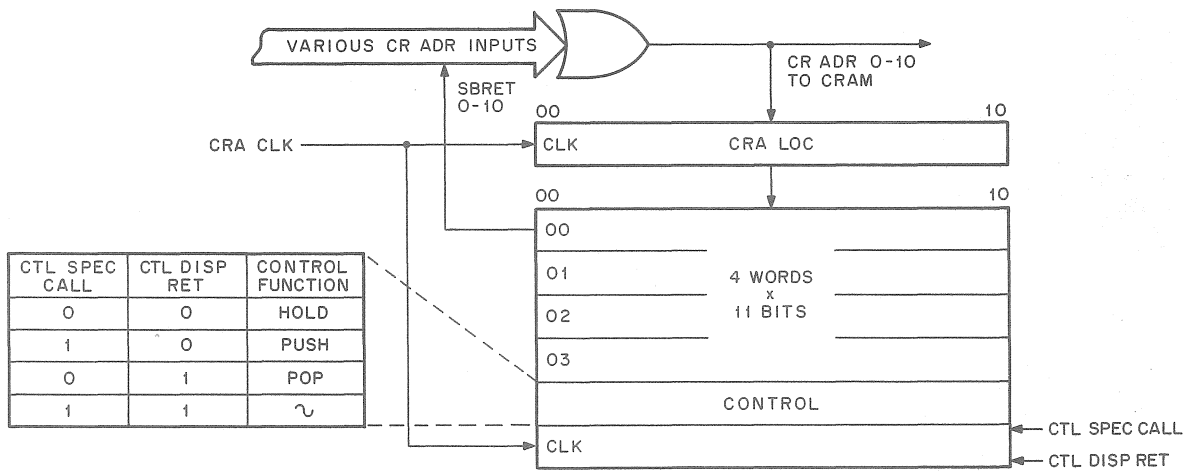 VARIOUS CR ADR INPUTS
CR ADR 0-10
TO CRAM
SBRET
0-10
00 10
CRA CLK
CLK CRA LOC
00 10
00
01
02
03
4 WORDS
x
11 BITS
CTL SPEC CALL CTL DISP RET CONTROL FUNCTION
0 0 HOLD
1 0 PUSH
0 1 POP
1 1 ~
CONTROL
CTL SPEC CALL
CLK
CTL DISP RET